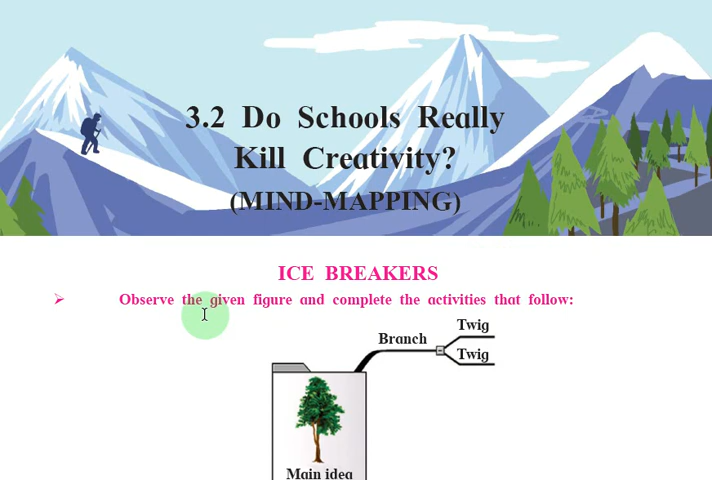 3.2 Do Schools Really
Kill Creativity?
(MIND-MAPPING)
ICE BREAKERS
Observe the given figure and complete the activities that follow:
Twig
Branch
Twig
Main idea